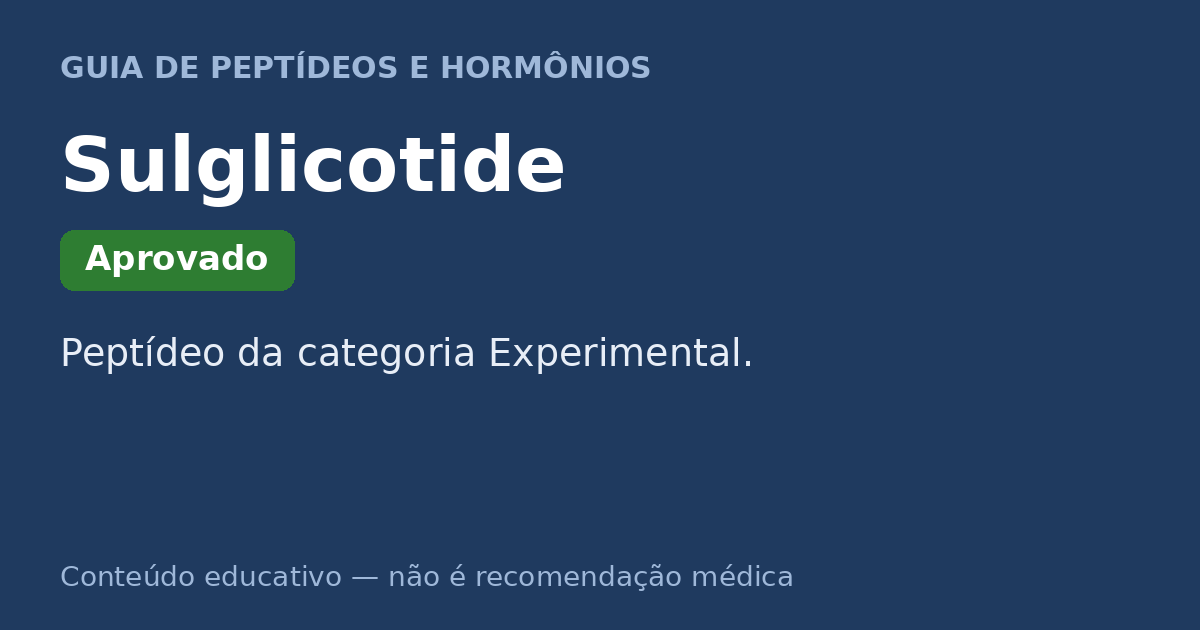 GUIA DE PEPTÍDEOS E HORMÔNIOS
Sulglicotide
Aprovado
Peptídeo da categoria Experimental.
Conteúdo educativo — não é recomendação médica